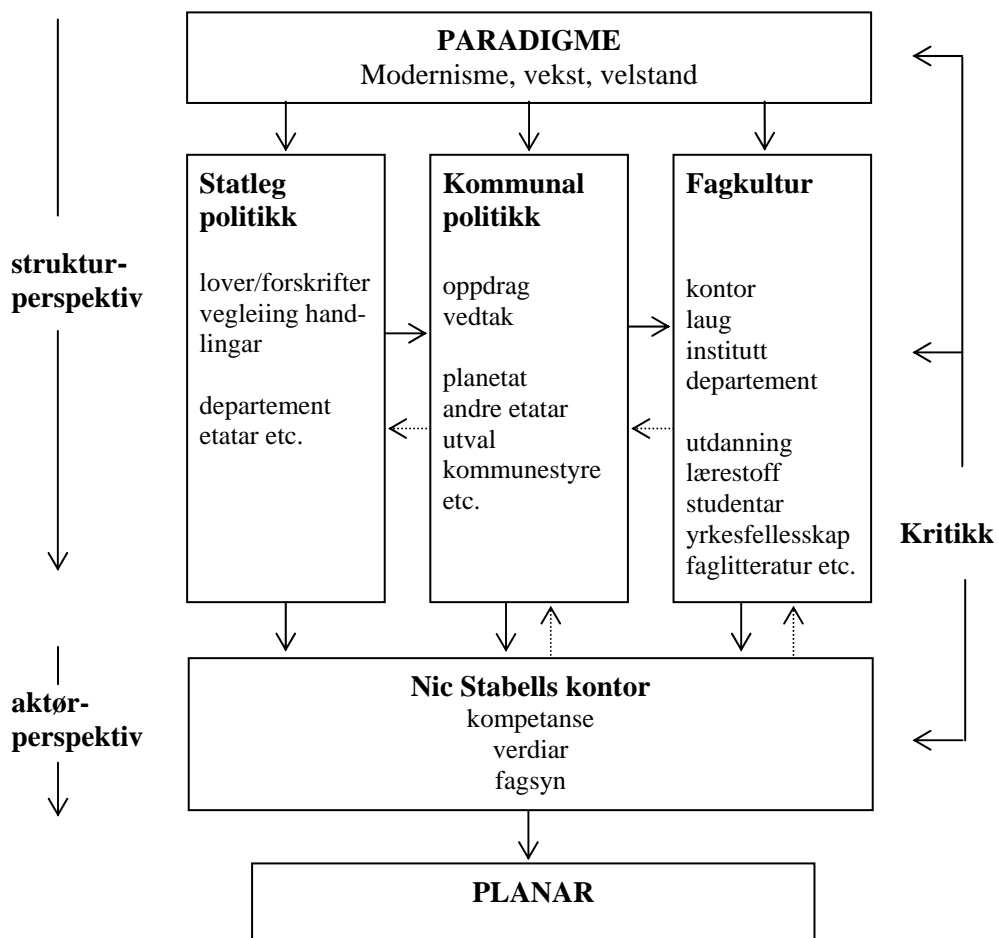 PARADIGME
Modernisme, vekst, velstand
struktur-
perspektiv
Statleg
politikk
lover/forskrifter
vegleiing hand-
lingar
departement
etatar etc.
Kommunal
politikk
oppdrag
vedtak
planetat
andre etatar
utval
kommunestyre
etc.
Fagkultur
kontor
laug
institutt
departement
utdanning
lærestoff
studentar
yrkesfellesskap
faglitteratur etc.
Kritikk
aktør-
perspektiv
Nic Stabells kontor
kompetanse
verdiar
fagsyn
PLANAR